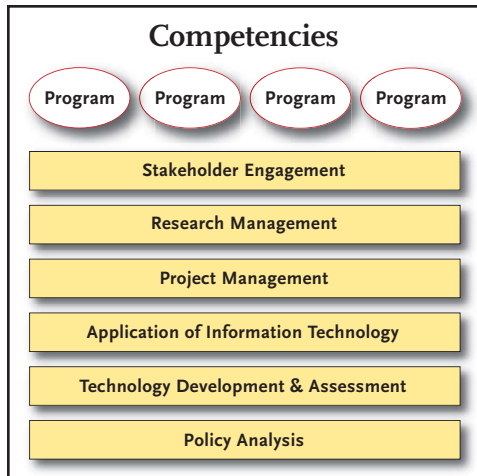 Competencies
Program Program Program Program
Stakeholder Engagement
Research Management
Project Management
Application of Information Technology
Technology Development & Assessment
Policy Analysis